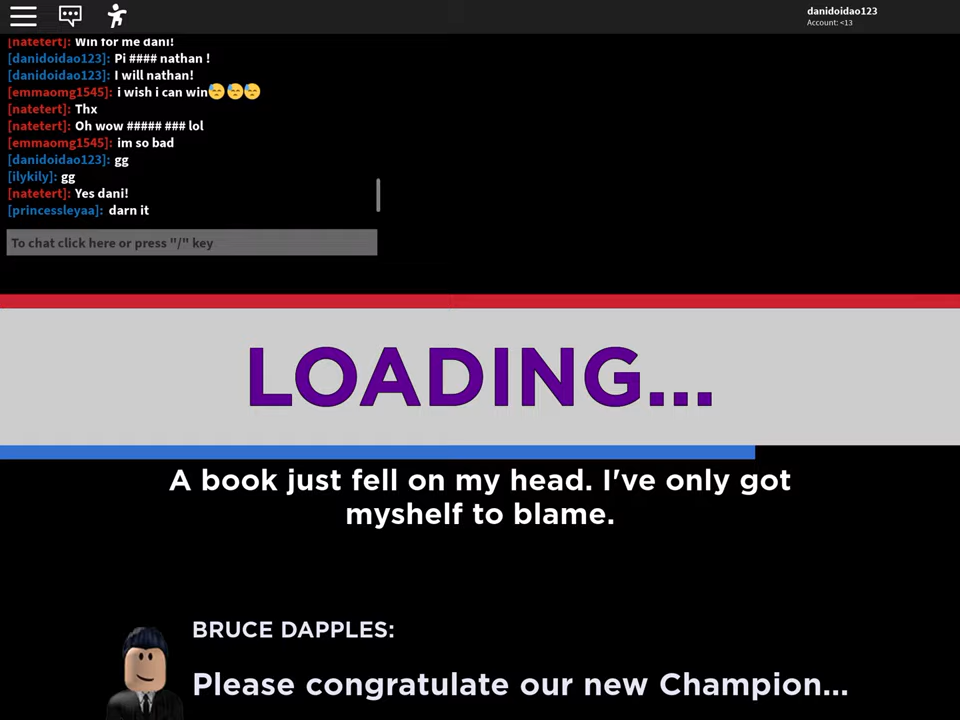 danidoidao123
Account: <13
[natetert]: Win for me dani!
[danidoidao123]: Pi #### nathan !
[danidoidao123]: I will nathan!
[emmaomg1545]: i wish i can win😓😓😓
[natetert]: Thx
[natetert]: Oh wow ##### ### lol
[emmaomg1545]: im so bad
[danidoidao123]: gg
[ilykily]: gg
[natetert]: Yes dani!
[princessleyaa]: darn it
To chat click here or press "/" key
LOADING...
A book just fell on my head. I've only got
myshelf to blame.
BRUCE DAPPLES:
Please congratulate our new Champion...